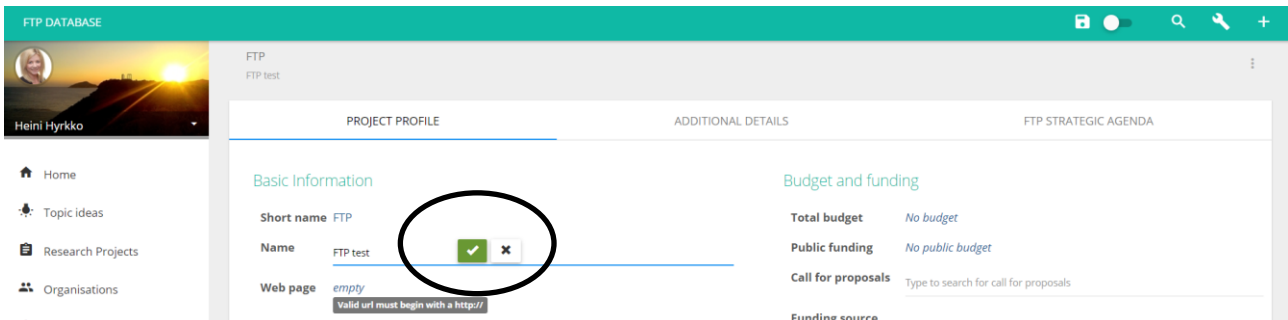 FTP DATABASE
FTP
FTP test
Heini Hyrkko
PROJECT PROFILE
ADDITIONAL DETAILS
FTP STRATEGIC AGENDA
Home
Topic ideas
Research Projects
Organisations
Basic Information
Short name FTP
Name FTP test
Web page empty
Valid url must begin with a http://
Budget and funding
Total budget No budget
Public funding No public budget
Call for proposals Type to search for call for proposals
Funding source